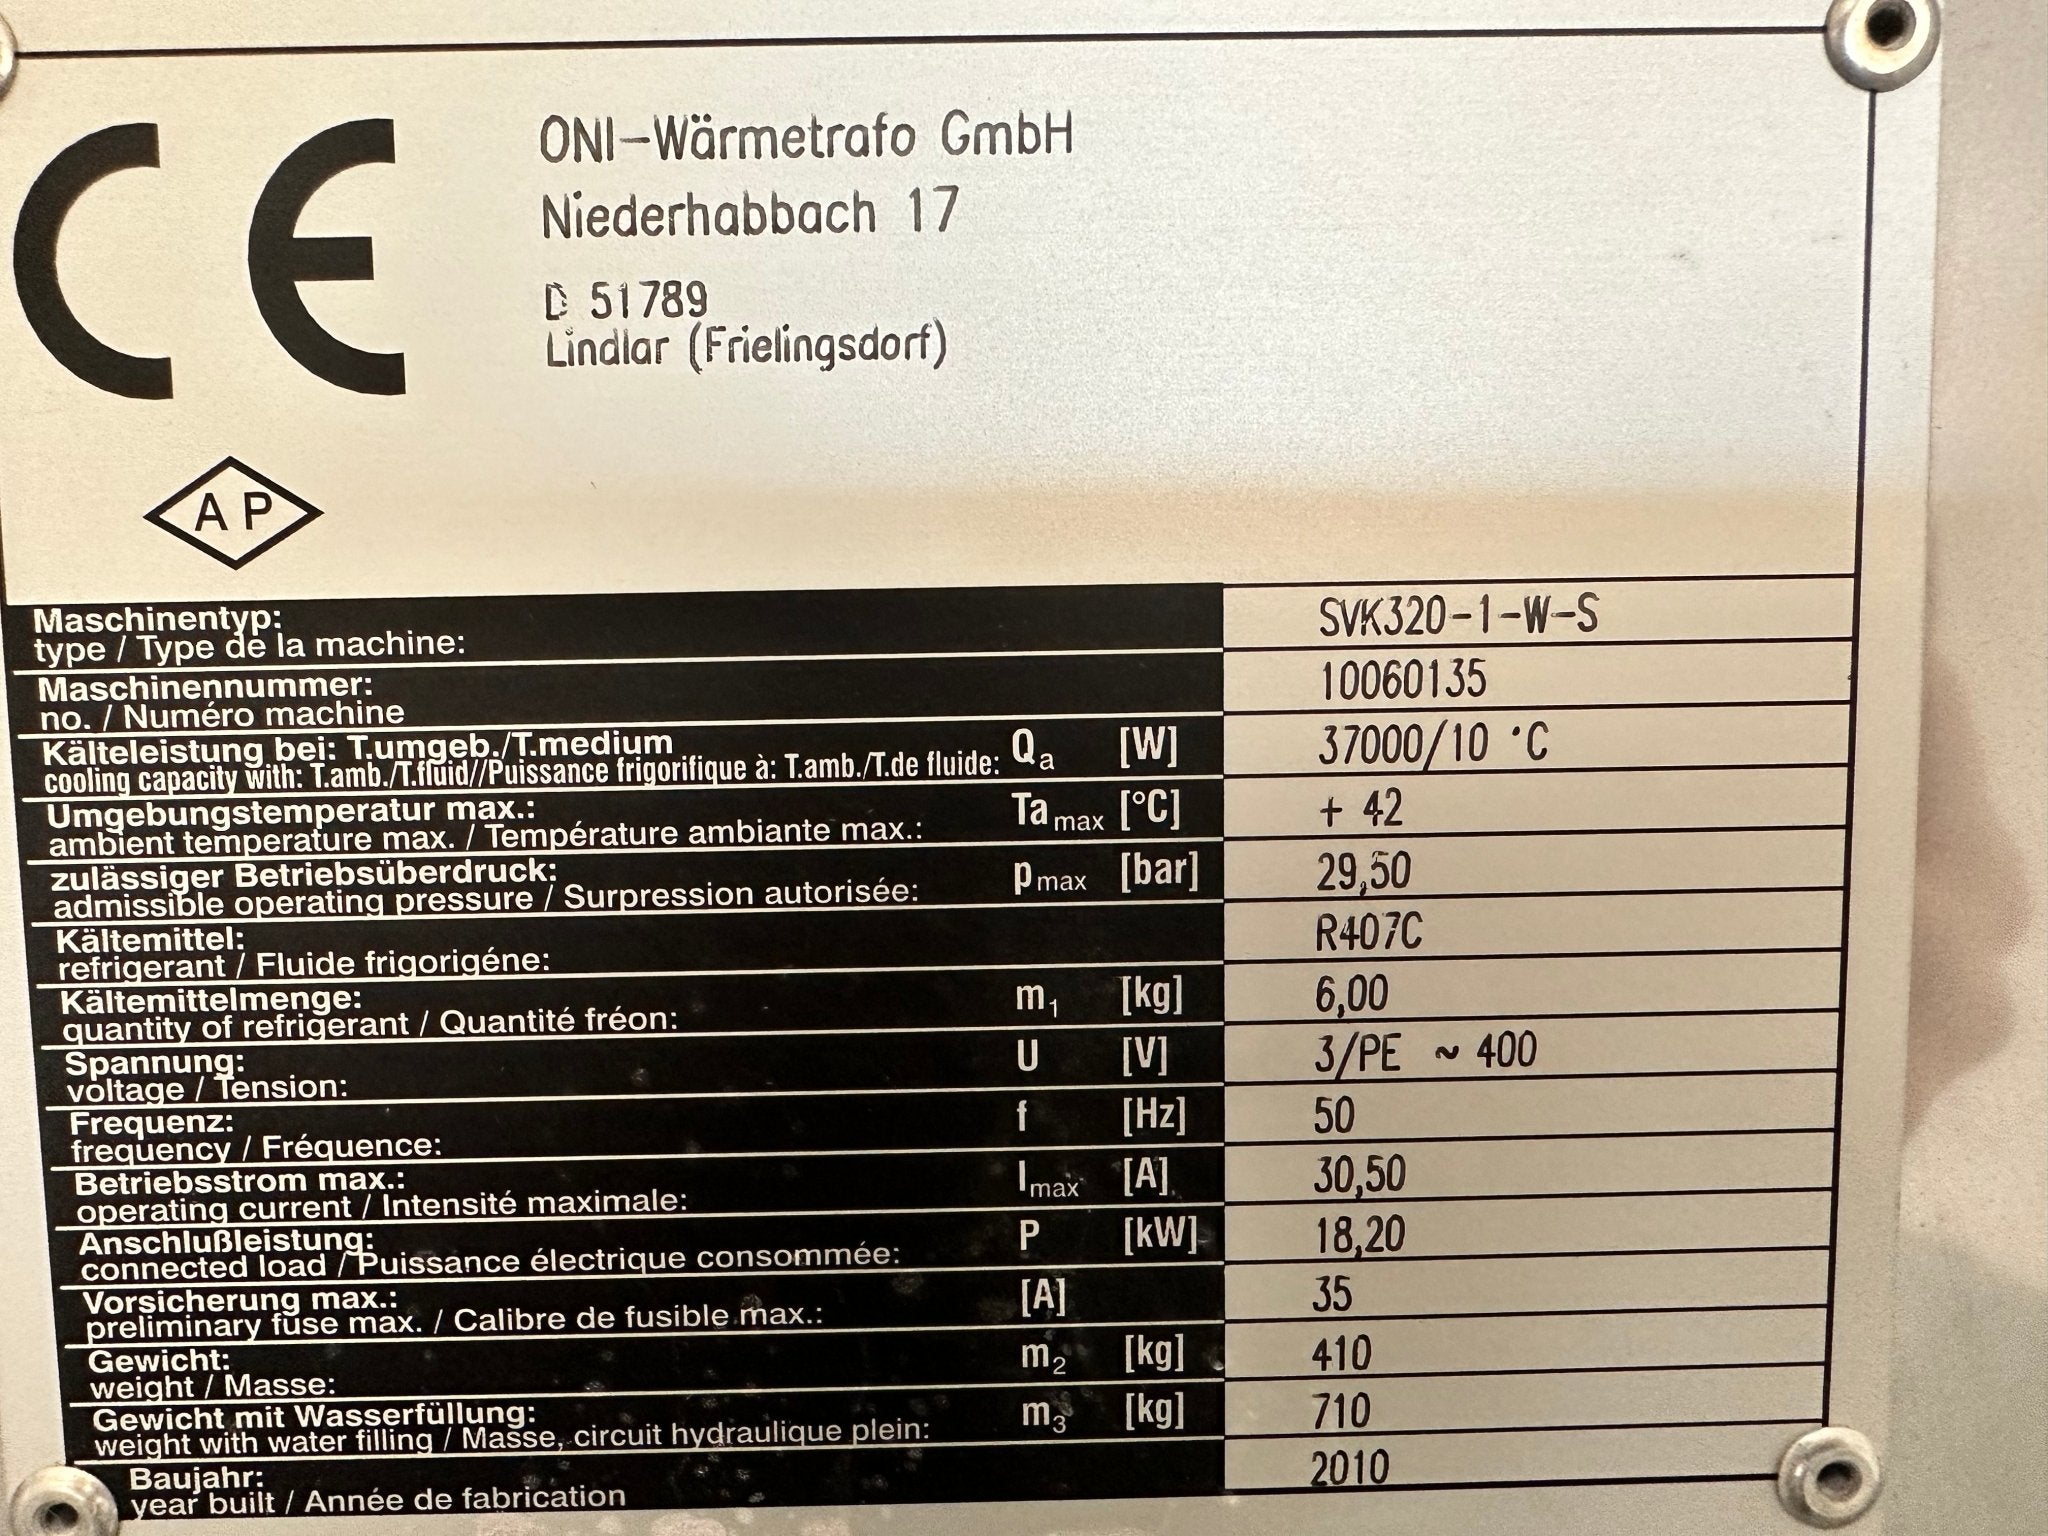 CE
ONI-Wärmetrafo GmbH
Niederhabbach 17
D 51789
Lindlar (Frielingsdorf)
AP
Maschinentyp: SVK320-1-W-S
type / Type de la machine:
Maschinennummer: 10060135
no. / Numéro machine
Kälteleistung bei: T.umgeb./T.medium Qa [W] 37000/10 °C
cooling capacity with: T.amb./T.fluid//Puissance frigorifique à: T.amb./T.de fluide:
Umgebungstemperatur max.: Ta max [°C] + 42
ambient temperature max. / Température ambiante max.:
zulässiger Betriebsüberdruck: pmax [bar] 29,50
admissible operating pressure / Surpression autorisée:
Kältemittel: R407C
refrigerant / Fluide frigorigéne:
Kältemittelmenge: m1 [kg] 6,00
quantity of refrigerant / Quantité fréon:
Spannung: U [V] 3/PE ~ 400
voltage / Tension:
Frequenz: f [Hz] 50
frequency / Fréquence:
Betriebsstrom max.: Imax [A] 30,50
operating current / Intensité maximale:
Anschlußleistung: P [kW] 18,20
connected load / Puissance électrique consommée:
Vorsicherung max.: [A] 35
preliminary fuse max. / Calibre de fusible max.:
Gewicht: m2 [kg] 410
weight / Masse:
Gewicht mit Wasserfüllung: m3 [kg] 710
weight with water filling / Masse, circuit hydraulique plein:
Baujahr: 2010
year built / Année de fabrication